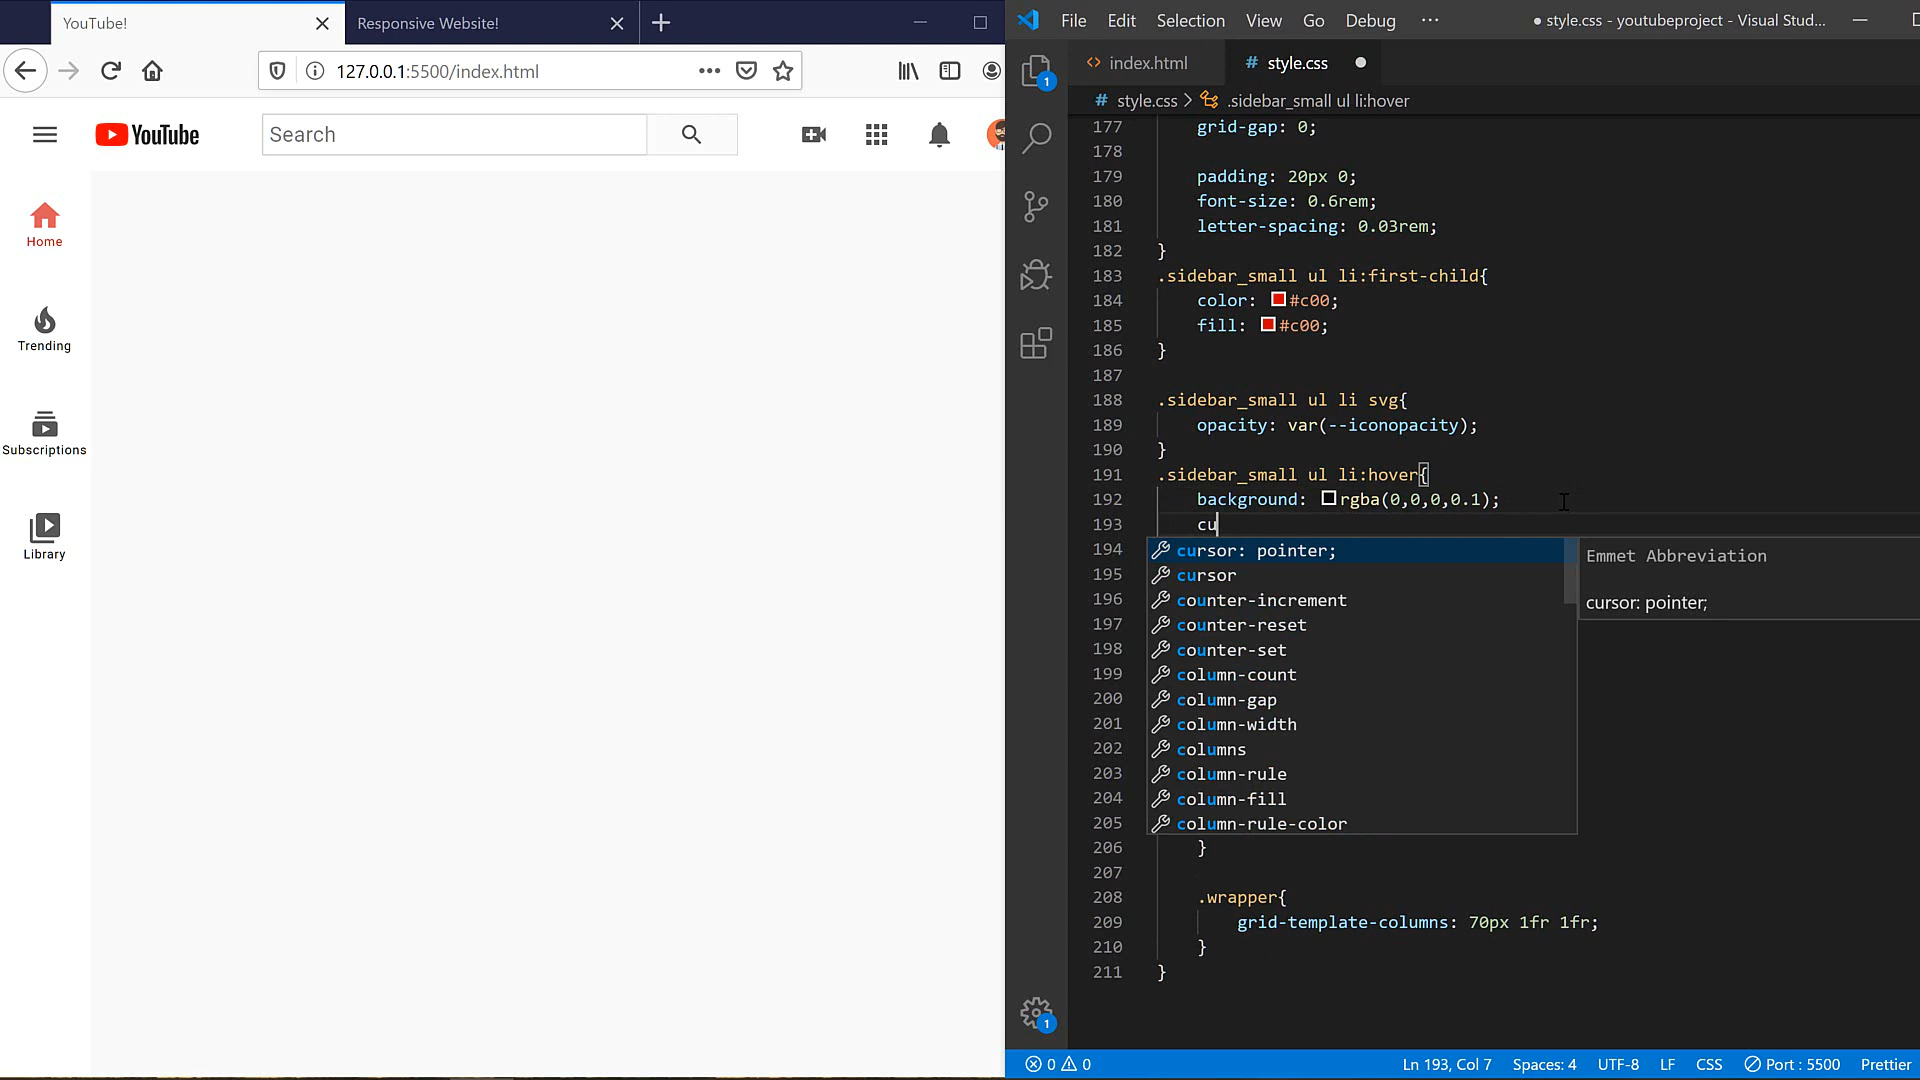 YouTube!
Responsive Website!
127.0.0.1:5500/index.html
YouTube
Search
Home
Trending
Subscriptions
Library
File Edit Selection View Go Debug ··· ● style.css - youtubeproject - Visual Stud...
<> index.html
# style.css ●
# style.css > .sidebar_small ul li:hover
177 grid-gap: 0;
178
179 padding: 20px 0;
180 font-size: 0.6rem;
181 letter-spacing: 0.03rem;
182 }
183 .sidebar_small ul li:first-child{
184 color: #c00;
185 fill: #c00;
186 }
187
188 .sidebar_small ul li svg{
189 opacity: var(--iconopacity);
190 }
191 .sidebar_small ul li:hover{
192 background: rgba(0,0,0,0.1);
193 cu
194 cursor: pointer;
195 cursor
196 counter-increment
197 counter-reset
198 counter-set
199 column-count
200 column-gap
201 column-width
202 columns
203 column-rule
204 column-fill
205 column-rule-color
Emmet Abbreviation
cursor: pointer;
206 }
207
208 .wrapper{
209 grid-template-columns: 70px 1fr 1fr;
210 }
211 }
1
1
0 0 Ln 193, Col 7 Spaces: 4 UTF-8 LF CSS Port : 5500 Prettier